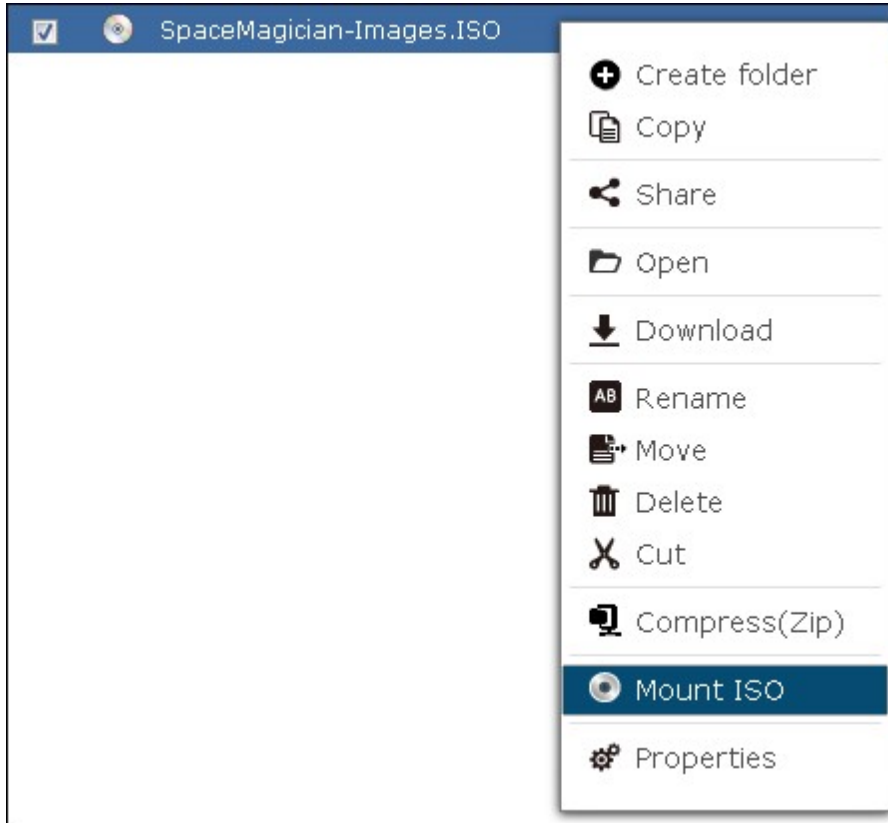 SpaceMagician-Images.ISO
Create folder
Copy
Share
Open
Download
AB Rename
Move
Delete
Cut
Compress(Zip)
Mount ISO
Properties